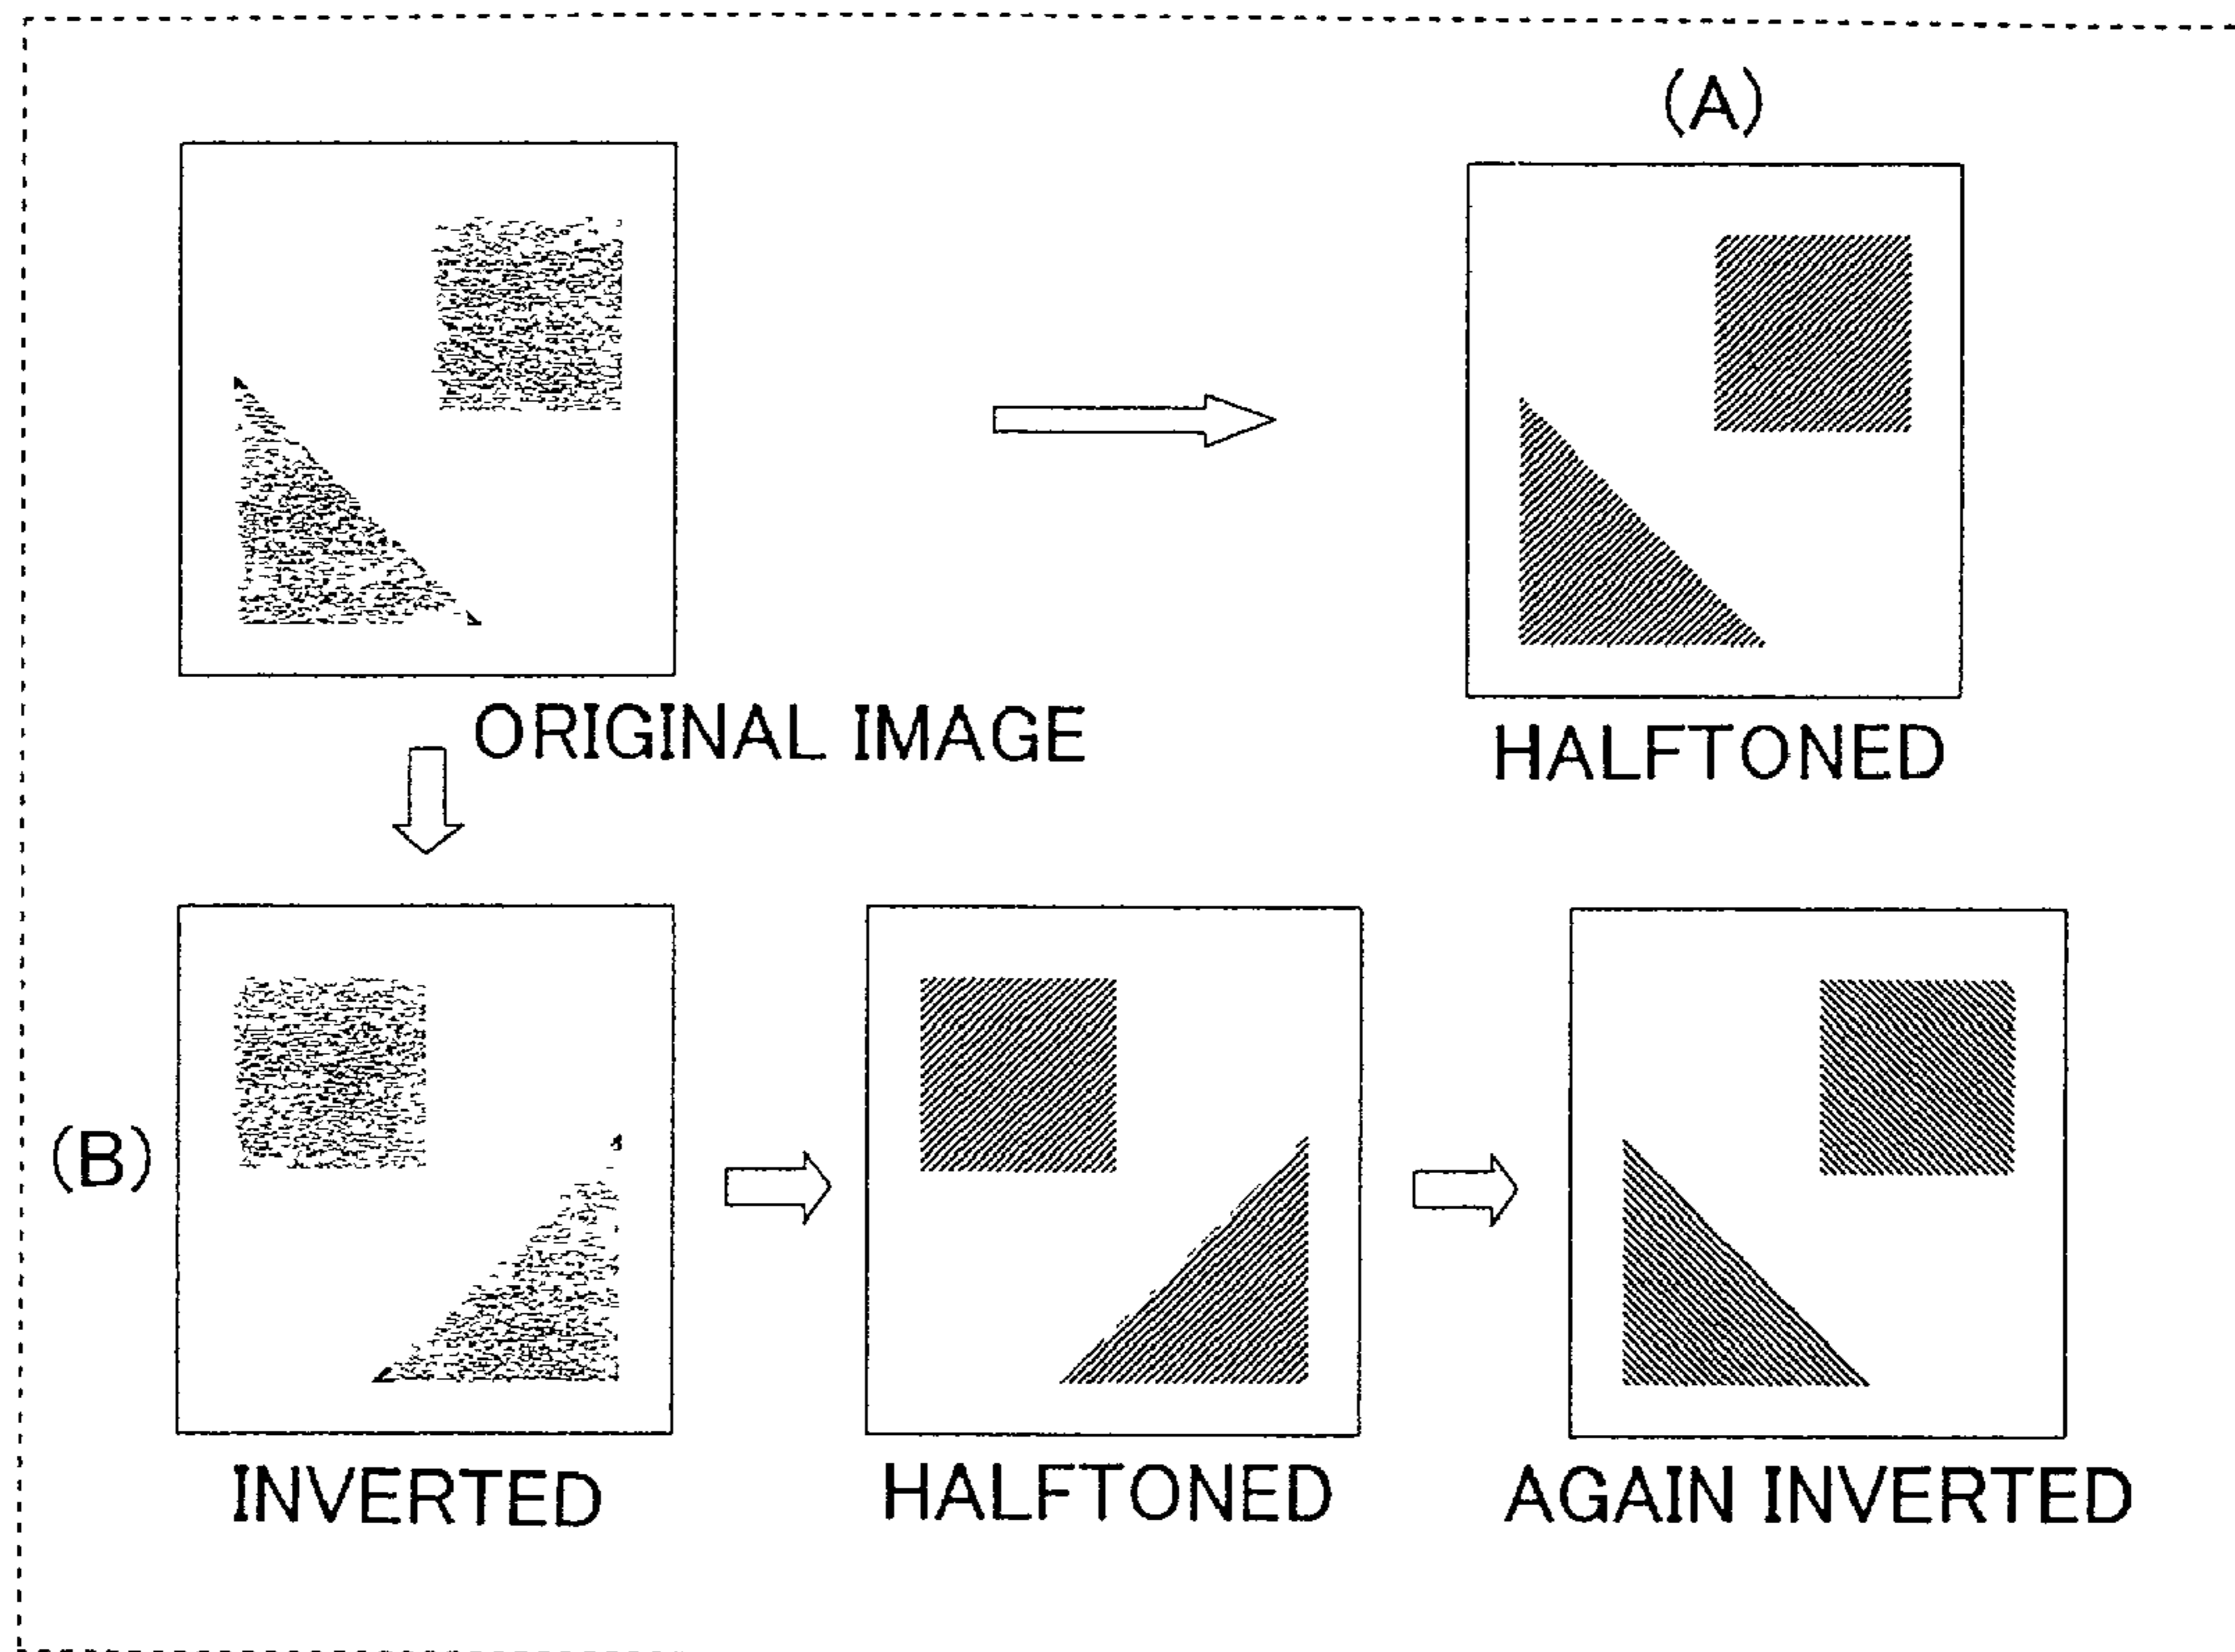 (A)
ORIGINAL IMAGE
HALFTONED
(B)
INVERTED
HALFTONED
AGAIN INVERTED